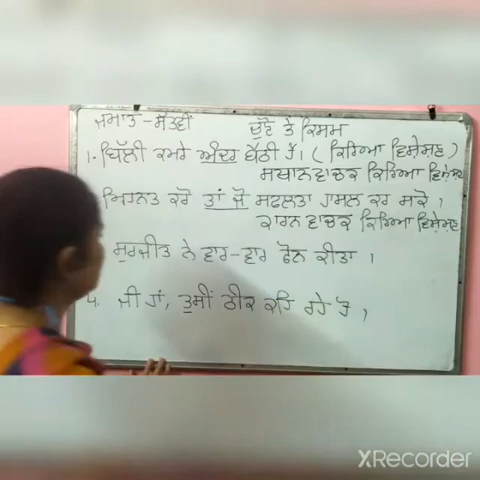 ਜਮਾਤ-ਸੱਤਵੀਂ ਚੁਣੋ ਤੇ ਕਿਸਮ
1. ਬਿੱਲੀ ਕਮਰੇ ਅੰਦਰ ਬੈਠੀ ਹੈ। (ਕਿਰਿਆ ਵਿਸ਼ੇਸ਼ਣ)
ਸਥਾਨਵਾਚਕ ਕਿਰਿਆ ਵਿਸ਼ੇਸ਼ਣ
ਮਿਹਨਤ ਕਰੋ ਤਾਂ ਜੋ ਸਫਲਤਾ ਹਾਸਲ ਕਰ ਸਕੋ।
ਕਾਰਨ ਵਾਚਕ ਕਿਰਿਆ ਵਿਸ਼ੇਸ਼ਣ
ਸੁਰਜੀਤ ਨੇ ਵਾਰ-ਵਾਰ ਫੋਨ ਕੀਤਾ।
4. ਜੀ ਹਾਂ, ਤੁਸੀਂ ਠੀਕ ਕਹਿ ਰਹੇ ਹੋ,
XRecorder